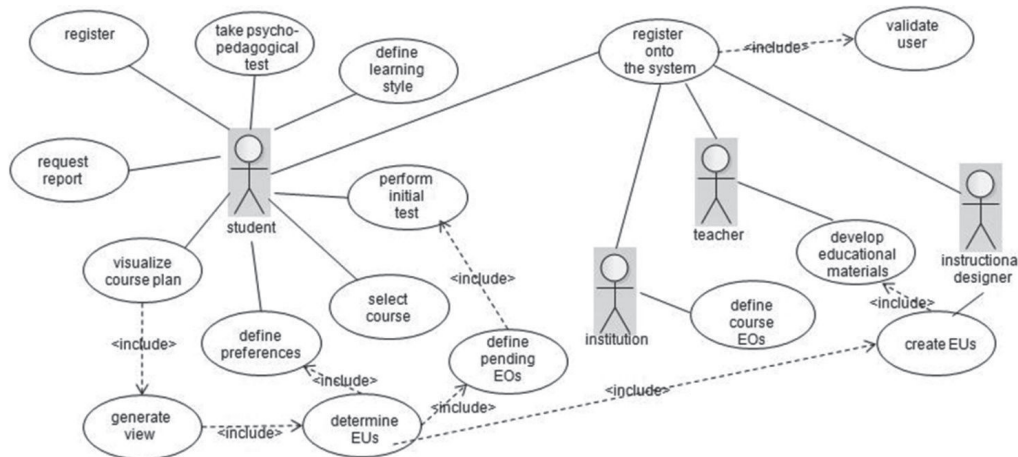 register
take psycho-
pedagogical
test
define
learning
style
register
onto
the system
<include>
validate
user
request
report
student
perform
initial
test
teacher
instructiona
designer
visualize
course plan
<include>
select
course
institution
define
course
EOs
develop
educational
materials
<include>
create EUs
<include>
define
preferences
define
pending
EOs
<include>
<include>
<include>
generate
view
<include>
determine
EUs